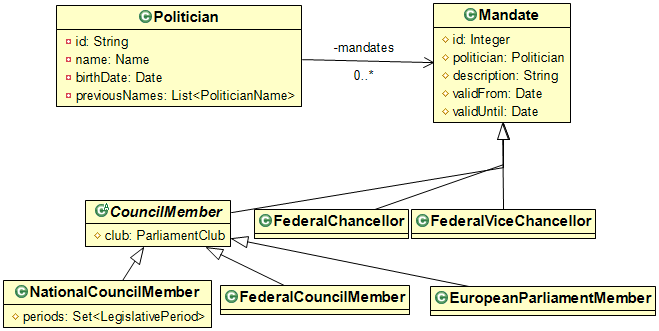 Politician
id: String
name: Name
birthDate: Date
previousNames: List<PoliticianName>
-mandates
0..*
Mandate
id: Integer
politician: Politician
description: String
validFrom: Date
validUntil: Date
CouncilMember
club: ParliamentClub
FederalChancellor
FederalViceChancellor
NationalCouncilMember
periods: Set<LegislativePeriod>
FederalCouncilMember
EuropeanParliamentMember